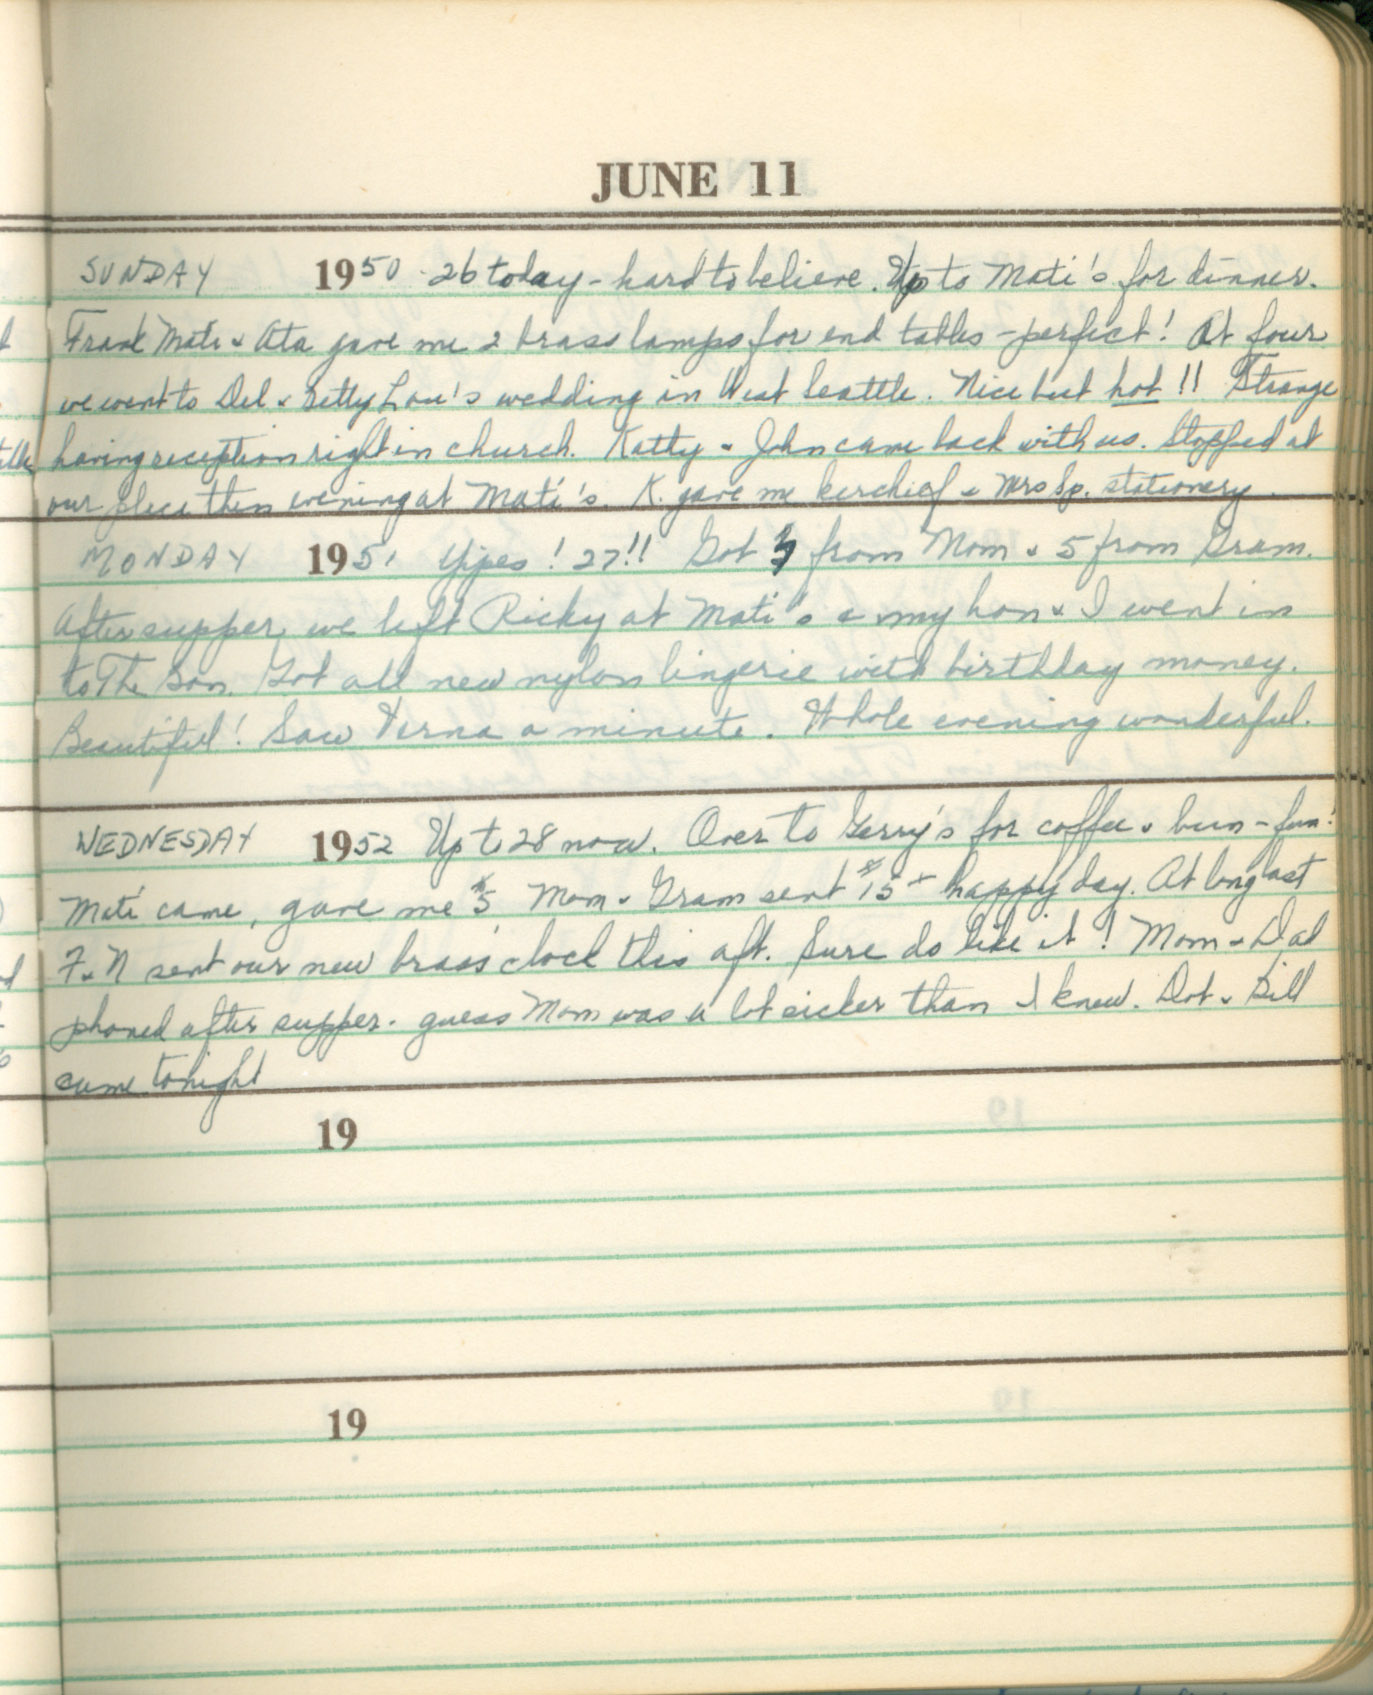 JUNE 11
SUNDAY 1950 26 today - hard to believe. Up to Mati's for dinner.
Frank Mati & Ata gave me 2 brass lamps for end tables - perfect! At four
we went to Del & Betty Lou's wedding in West Seattle. Nice but hot!! Strange
having reception right in church. Katty & John came back with us. Stopped at
our place then evening at Mati's. K. gave me kerchief & Mrs Sp. stationery.
MONDAY 1951 Yipes! 27!! Got from Mom & 5 from Gram.
After supper we left Ricky at Mati's & my hon & I went in
to The Bon. Got all new nylon lingerie with birthday money.
Beautiful! Saw Verna a minute. Whole evening wonderful.
WEDNESDAY 1952 Up to 28 now. Over to Gerry's for coffee & bun - fun!
Mati came, gave me $5 Mom & Gram sent $15 + happy day. At long last
F & N sent our new brass clock this aft. Sure do like it! Mom & Dad
phoned after supper. guess Mom was a lot sicker than I knew. Dot & Bill
came tonight
19
19